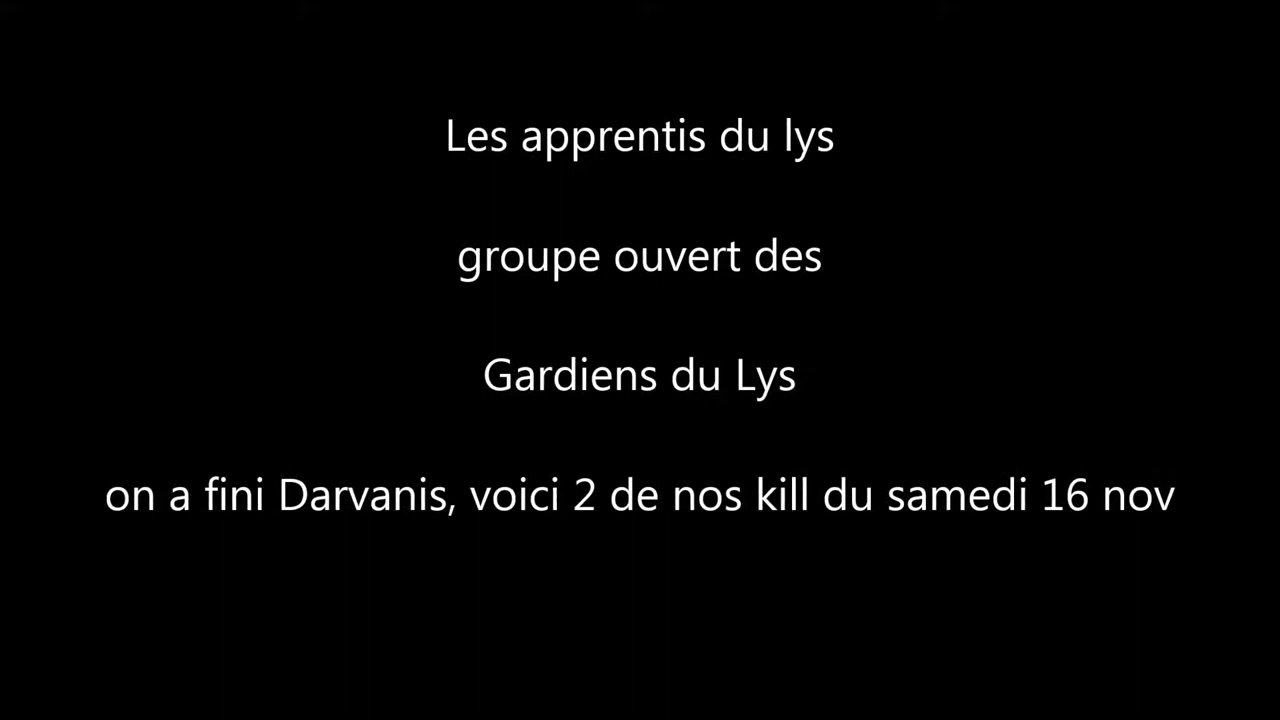 Les apprentis du lys
groupe ouvert des
Gardiens du Lys
on a fini Darvanis, voici 2 de nos kill du samedi 16 nov